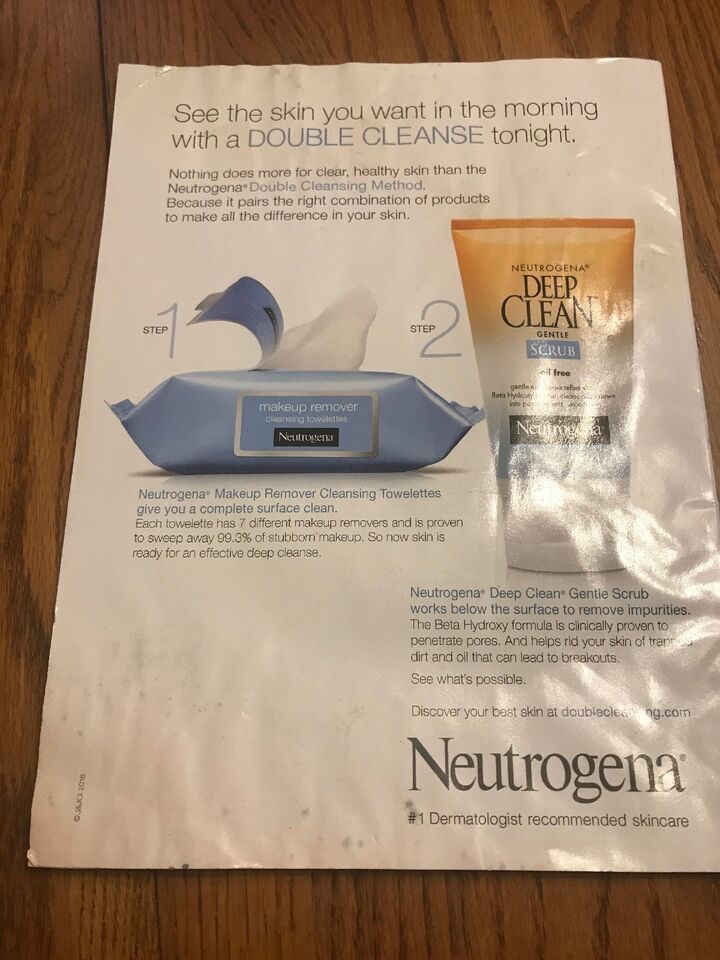 See the skin you want in the morning
with a DOUBLE CLEANSE tonight.
Nothing does more for clear, healthy skin than the
Neutrogena® Double Cleansing Method.
Because it pairs the right combination of products
to make all the difference in your skin.
STEP 1
makeup remover
cleansing towelettes
Neutrogena
STEP 2
NEUTROGENA®
DEEP
CLEAN
GENTLE
SCRUB
oil free
gentle
Beta
into
Neutrogena
Neutrogena® Makeup Remover Cleansing Towelettes
give you a complete surface clean.
Each towelette has 7 different makeup removers and is proven
to sweep away 99.3% of stubborn makeup. So now skin is
ready for an effective deep cleanse.
Neutrogena® Deep Clean® Gentle Scrub
works below the surface to remove impurities.
The Beta Hydroxy formula is clinically proven to
penetrate pores. And helps rid your skin of trapped
dirt and oil that can lead to breakouts.
See what's possible.
Discover your best skin at
Neutrogena®
#1 Dermatologist recommended skincare
©J&JCI 2016